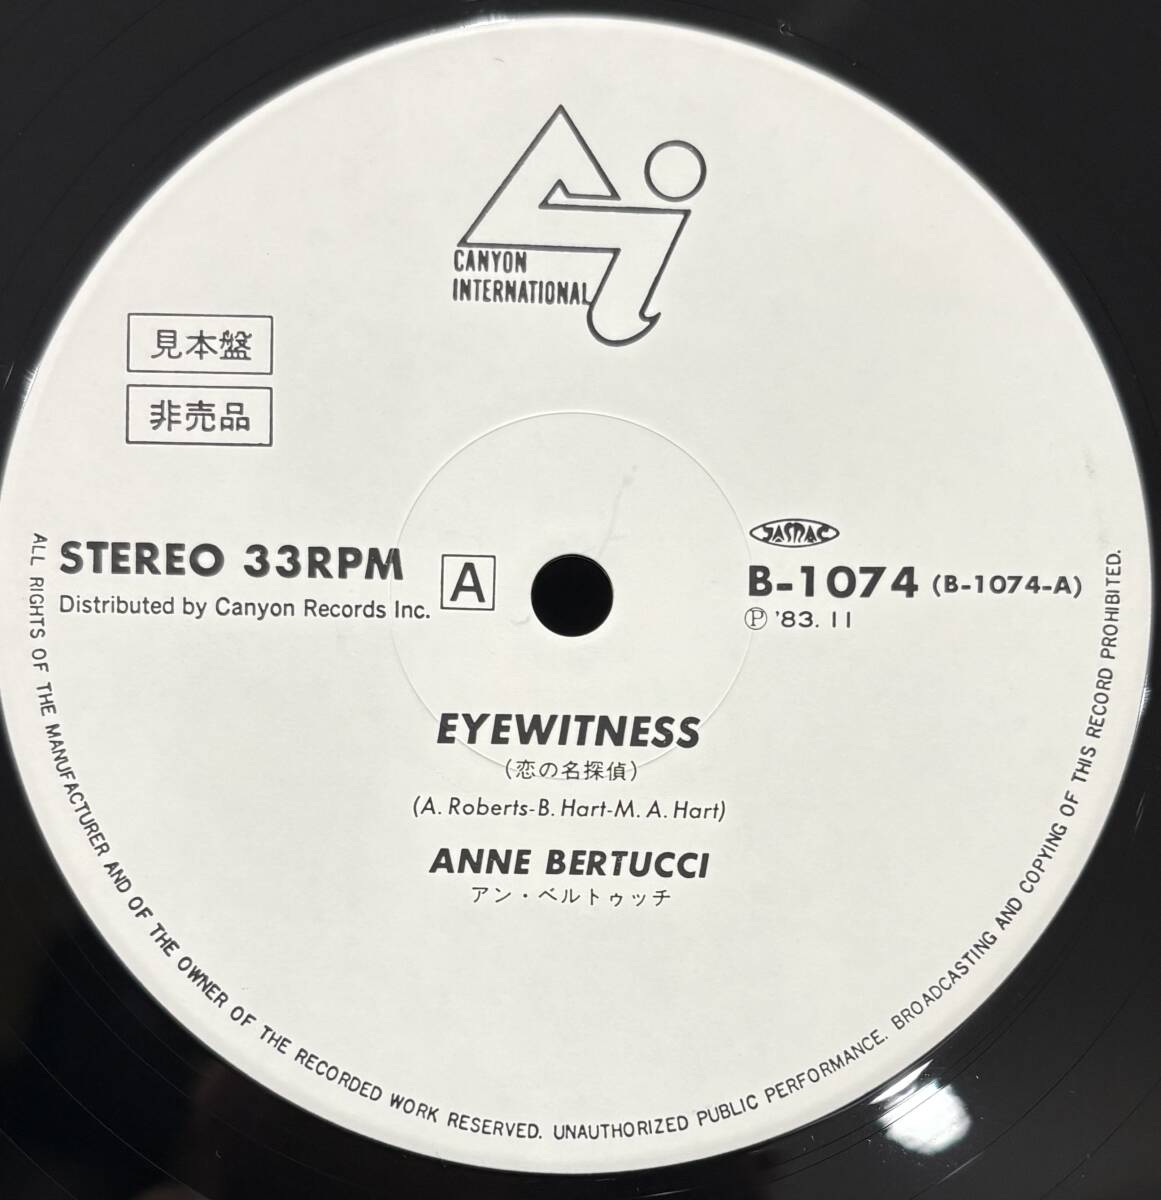 CANYON
INTERNATIONAL
見本盤
非売品
STEREO 33RPM
Distributed by Canyon Records Inc.
A
JASRAC
B-1074 (B-1074-A)
Ⓟ '83. 11
EYEWITNESS
(恋の名探偵)
(A. Roberts-B. Hart-M. A. Hart)
ANNE BERTUCCI
アン・ベルトゥッチ
ALL RIGHTS OF THE MANUFACTURER AND OF THE OWNER OF THE RECORDED WORK RESERVED. UNAUTHORIZED PUBLIC PERFORMANCE. BROADCASTING AND COPYING OF THIS RECORD PROHIBITED.